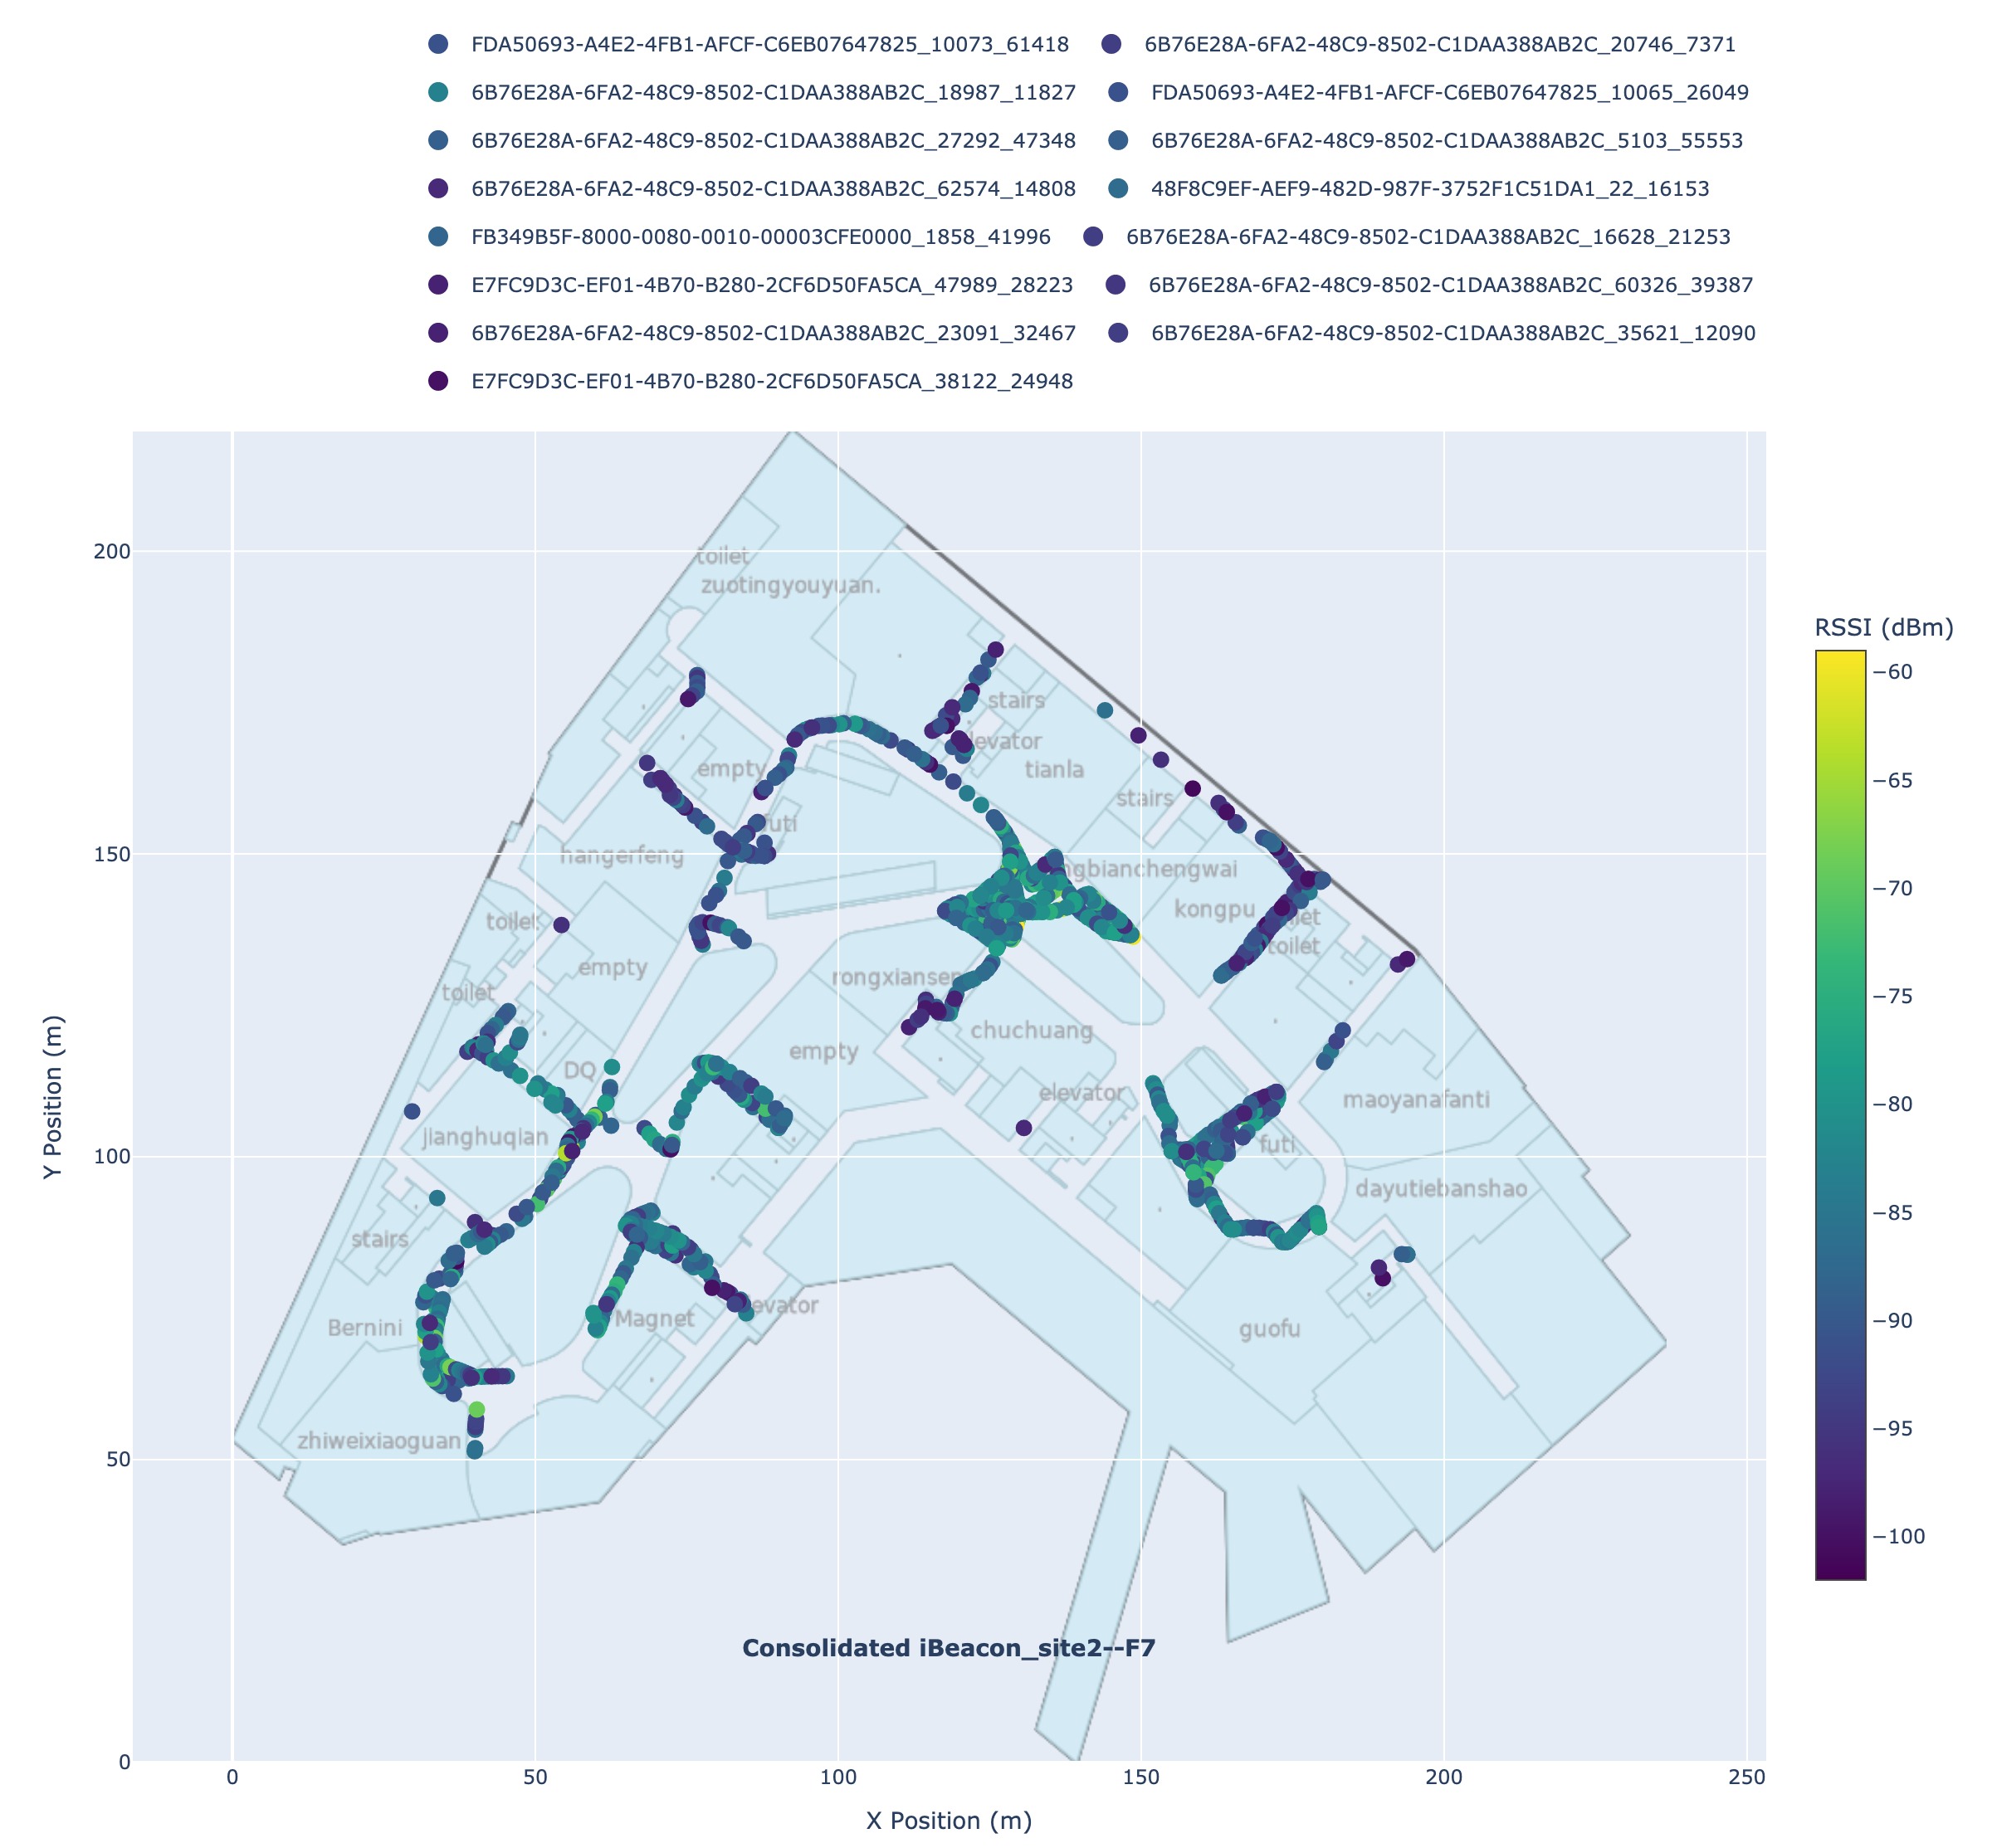 FDA50693-A4E2-4FB1-AFCF-C6EB07647825_10073_61418
6B76E28A-6FA2-48C9-8502-C1DAA388AB2C_20746_7371
6B76E28A-6FA2-48C9-8502-C1DAA388AB2C_18987_11827
FDA50693-A4E2-4FB1-AFCF-C6EB07647825_10065_26049
6B76E28A-6FA2-48C9-8502-C1DAA388AB2C_27292_47348
6B76E28A-6FA2-48C9-8502-C1DAA388AB2C_5103_55553
6B76E28A-6FA2-48C9-8502-C1DAA388AB2C_62574_14808
48F8C9EF-AEF9-482D-987F-3752F1C51DA1_22_16153
FB349B5F-8000-0080-0010-00003CFE0000_1858_41996
6B76E28A-6FA2-48C9-8502-C1DAA388AB2C_16628_21253
E7FC9D3C-EF01-4B70-B280-2CF6D50FA5CA_47989_28223
6B76E28A-6FA2-48C9-8502-C1DAA388AB2C_60326_39387
6B76E28A-6FA2-48C9-8502-C1DAA388AB2C_23091_32467
6B76E28A-6FA2-48C9-8502-C1DAA388AB2C_35621_12090
E7FC9D3C-EF01-4B70-B280-2CF6D50FA5CA_38122_24948
RSSI (dBm)
−60
−65
−70
−75
−80
−85
−90
−95
−100
Y Position (m)
200
150
100
50
0
toilet
zuotingyouyuan.
stairs
elevator
empty
tianla
stairs
futi
hangerfeng
kongpu
toilet
toilet
toilet
empty
rongxiansen
toilet
chuchuang
empty
DQ
elevator
maoyanafanti
jianghuqian
futi
dayutiebanshao
stairs
Magnet
Bernini
guofu
zhiweixiaoguan
Consolidated iBeacon_site2--F7
0
50
100
150
200
250
X Position (m)